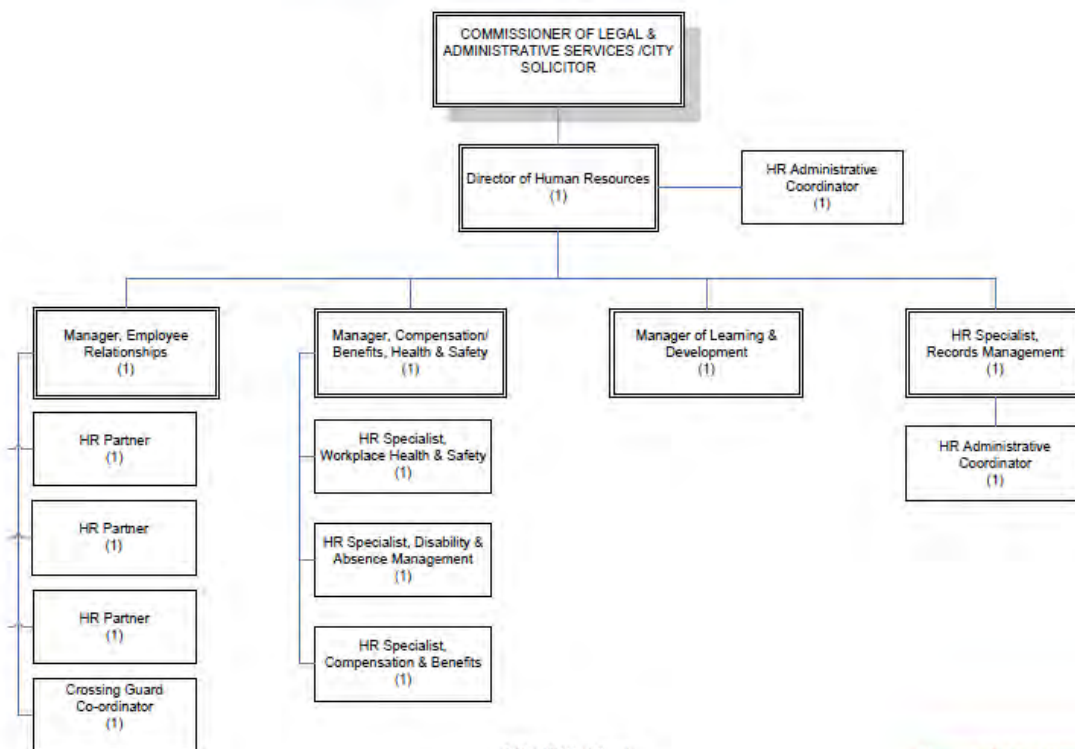 COMMISSIONER OF LEGAL &
ADMINISTRATIVE SERVICES /CITY
SOLICITOR
Director of Human Resources
(1)
HR Administrative
Coordinator
(1)
Manager, Employee
Relationships
(1)
HR Partner
(1)
HR Partner
(1)
HR Partner
(1)
Crossing Guard
Co-ordinator
(1)
Manager, Compensation/
Benefits, Health & Safety
(1)
HR Specialist,
Workplace Health & Safety
(1)
HR Specialist, Disability &
Absence Management
(1)
HR Specialist,
Compensation & Benefits
(1)
Manager of Learning &
Development
(1)
HR Specialist,
Records Management
(1)
HR Administrative
Coordinator
(1)